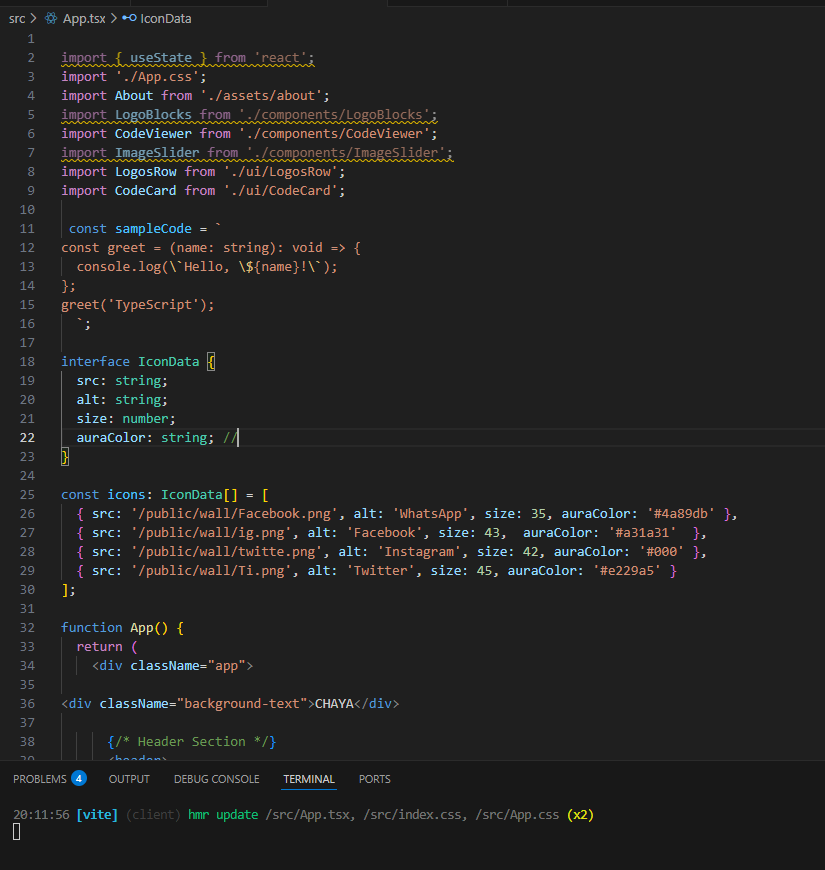 src > App.tsx > IconData
1
2 import { useState } from 'react';
3 import './App.css';
4 import About from './assets/about';
5 import LogoBlocks from './components/LogoBlocks';
6 import CodeViewer from './components/CodeViewer';
7 import ImageSlider from './components/ImageSlider';
8 import LogosRow from './ui/LogosRow';
9 import CodeCard from './ui/CodeCard';
10
11 const sampleCode = `
12 const greet = (name: string): void => {
13 console.log(\`Hello, \${name}!\`);
14 };
15 greet('TypeScript');
16 `;
17
18 interface IconData {
19 src: string;
20 alt: string;
21 size: number;
22 auraColor: string; //
23 }
24
25 const icons: IconData[] = [
26 { src: '/public/wall/Facebook.png', alt: 'WhatsApp', size: 35, auraColor: '#4a89db' },
27 { src: '/public/wall/ig.png', alt: 'Facebook', size: 43,  auraColor: '#a31a31'  },
28 { src: '/public/wall/twitte.png', alt: 'Instagram', size: 42, auraColor: '#000' },
29 { src: '/public/wall/Ti.png', alt: 'Twitter', size: 45, auraColor: '#e229a5' }
30 ];
31
32 function App() {
33 return (
34 <div className="app">
35
36 <div className="background-text">CHAYA</div>
37
38 {/* Header Section */}
39 <header>
PROBLEMS 4 OUTPUT DEBUG CONSOLE TERMINAL PORTS
20:11:56 [vite] (client) hmr update /src/App.tsx, /src/index.css, /src/App.css (x2)